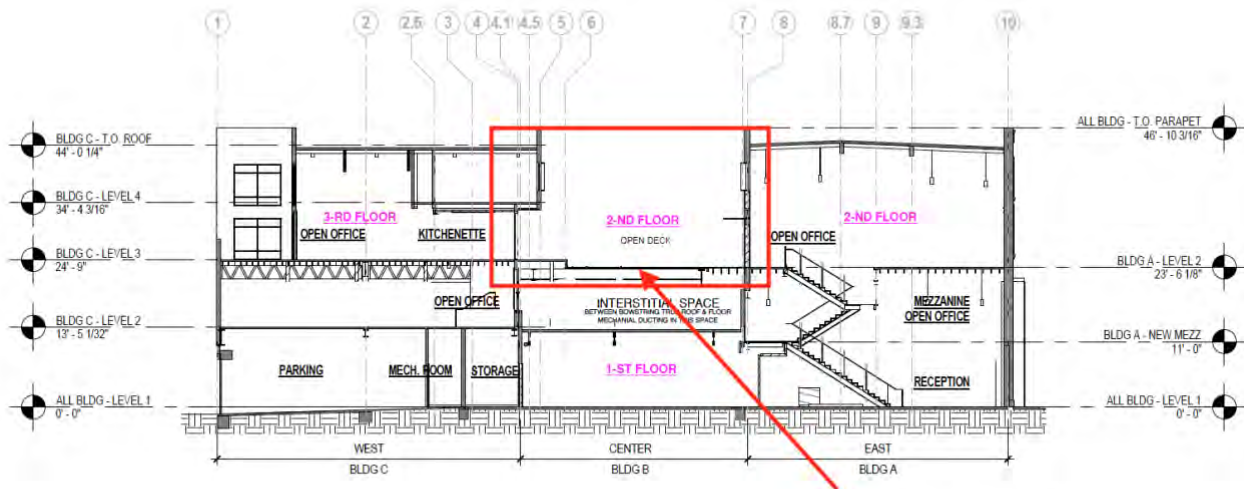 1 2 2.5 3 4 4.1 4.5 5 6 7 8 8.7 9 9.3 10
BLDG C - T.O. ROOF
44' - 0 1/4"
BLDG C - LEVEL 4
34' - 4 3/16"
BLDG C - LEVEL 3
24' - 9"
BLDG C - LEVEL 2
13' - 5 1/32"
ALL BLDG - LEVEL 1
0' - 0"
3-RD FLOOR
OPEN OFFICE
KITCHENETTE
OPEN OFFICE
PARKING
MECH. ROOM
STORAGE
2-ND FLOOR
OPEN DECK
INTERSTITIAL SPACE
BETWEEN BOWSTRING TRUS ROOF & FLOOR
MECHANIAL DUCTING IN THIS SPACE
1-ST FLOOR
2-ND FLOOR
OPEN OFFICE
MEZZANINE
OPEN OFFICE
RECEPTION
ALL BLDG - T.O. PARAPET
46' - 10 3/16"
BLDG A - LEVEL 2
23' - 6 1/8"
BLDG A - NEW MEZZ
11' - 0"
ALL BLDG - LEVEL 1
0' - 0"
WEST CENTER EAST
BLDG C BLDG B BLDG A